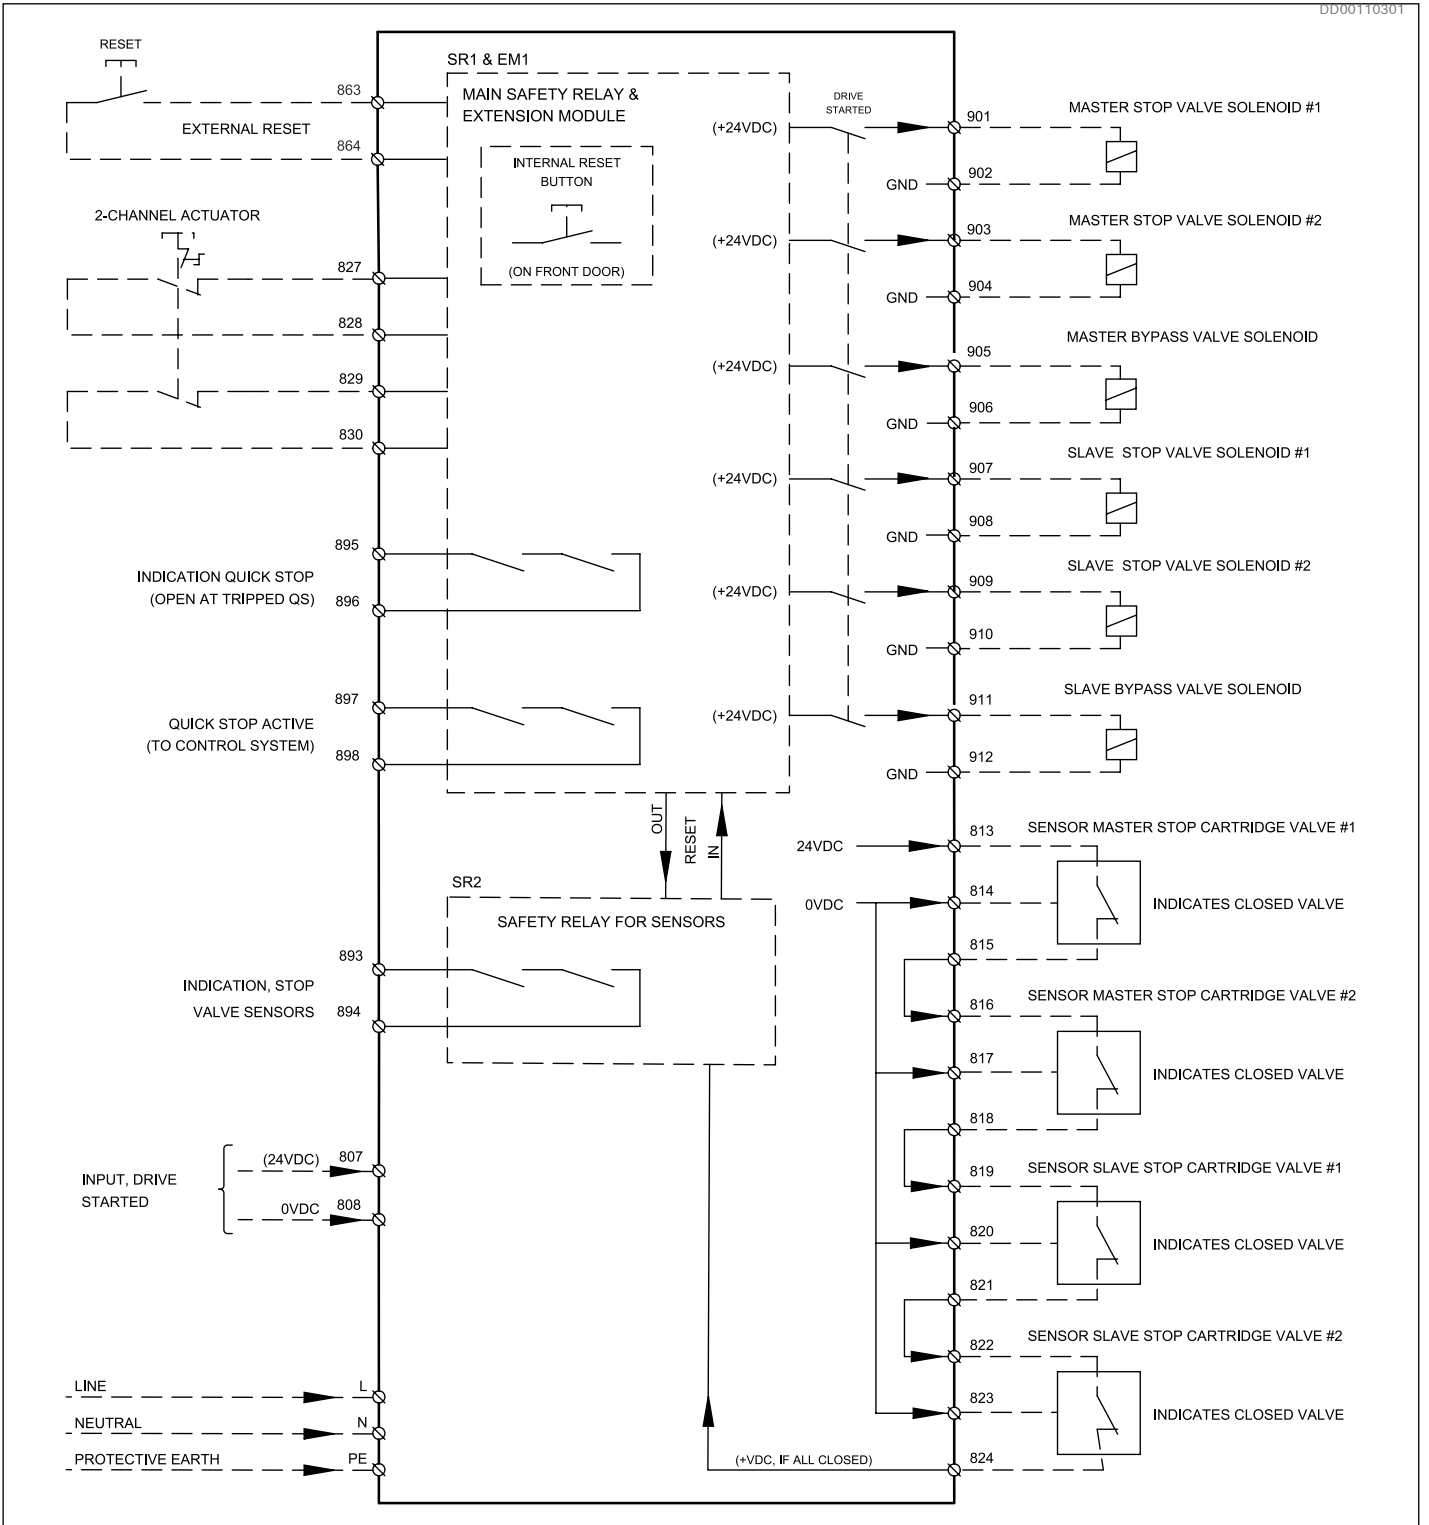 DD00110301
RESET
863
EXTERNAL RESET
864
2-CHANNEL ACTUATOR
827
828
829
830
895
INDICATION QUICK STOP
(OPEN AT TRIPPED QS)
896
897
QUICK STOP ACTIVE
(TO CONTROL SYSTEM)
898
893
INDICATION, STOP
VALVE SENSORS
894
INPUT, DRIVE
STARTED
(24VDC)
807
0VDC
808
LINE
L
NEUTRAL
N
PROTECTIVE EARTH
PE
SR1 & EM1
MAIN SAFETY RELAY &
EXTENSION MODULE
INTERNAL RESET
BUTTON
(ON FRONT DOOR)
DRIVE
STARTED
(+24VDC)
901
MASTER STOP VALVE SOLENOID #1
GND
902
(+24VDC)
903
MASTER STOP VALVE SOLENOID #2
GND
904
(+24VDC)
905
MASTER BYPASS VALVE SOLENOID
GND
906
(+24VDC)
907
SLAVE STOP VALVE SOLENOID #1
GND
908
(+24VDC)
909
SLAVE STOP VALVE SOLENOID #2
GND
910
(+24VDC)
911
SLAVE BYPASS VALVE SOLENOID
GND
912
OUT
RESET
IN
SR2
SAFETY RELAY FOR SENSORS
24VDC
813
SENSOR MASTER STOP CARTRIDGE VALVE #1
0VDC
814
INDICATES CLOSED VALVE
815
816
SENSOR MASTER STOP CARTRIDGE VALVE #2
817
INDICATES CLOSED VALVE
818
819
SENSOR SLAVE STOP CARTRIDGE VALVE #1
820
INDICATES CLOSED VALVE
821
822
SENSOR SLAVE STOP CARTRIDGE VALVE #2
823
INDICATES CLOSED VALVE
(+VDC, IF ALL CLOSED)
824